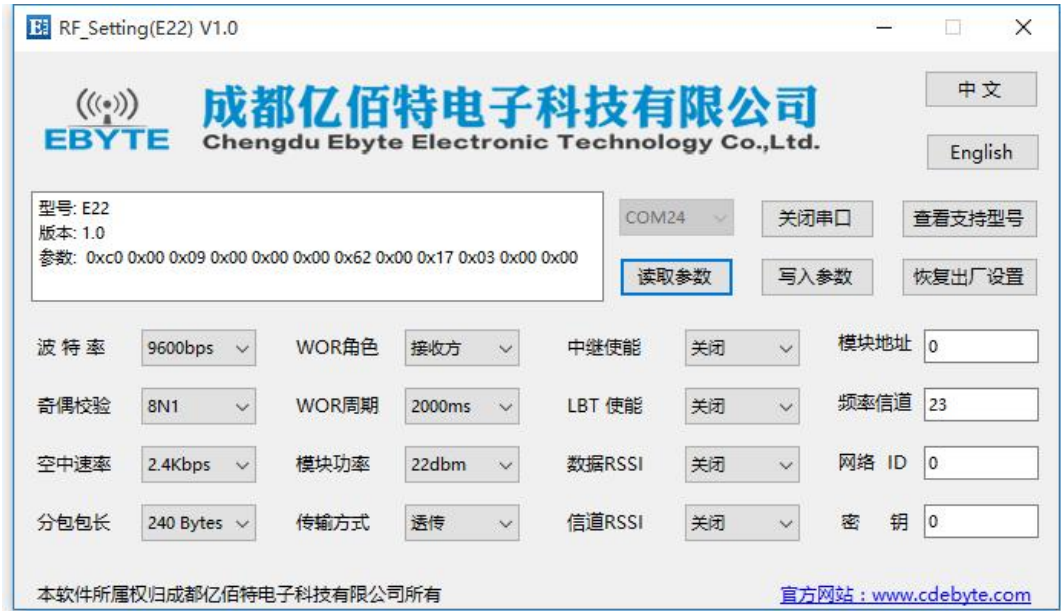 RF_Setting(E22) V1.0
EBYTE
成都亿佰特电子科技有限公司
Chengdu Ebyte Electronic Technology Co.,Ltd.
中 文
English
型号: E22
版本: 1.0
参数: 0xc0 0x00 0x09 0x00 0x00 0x00 0x62 0x00 0x17 0x03 0x00 0x00
COM24 关闭串口 查看支持型号
读取参数 写入参数 恢复出厂设置
波 特 率 9600bps WOR角色 接收方 中继使能 关闭 模块地址 0
奇偶校验 8N1 WOR周期 2000ms LBT 使能 关闭 频率信道 23
空中速率 2.4Kbps 模块功率 22dbm 数据RSSI 关闭 网络 ID 0
分包包长 240 Bytes 传输方式 透传 信道RSSI 关闭 密 钥 0
本软件所属权归成都亿佰特电子科技有限公司所有 官方网站：www.cdebyte.com